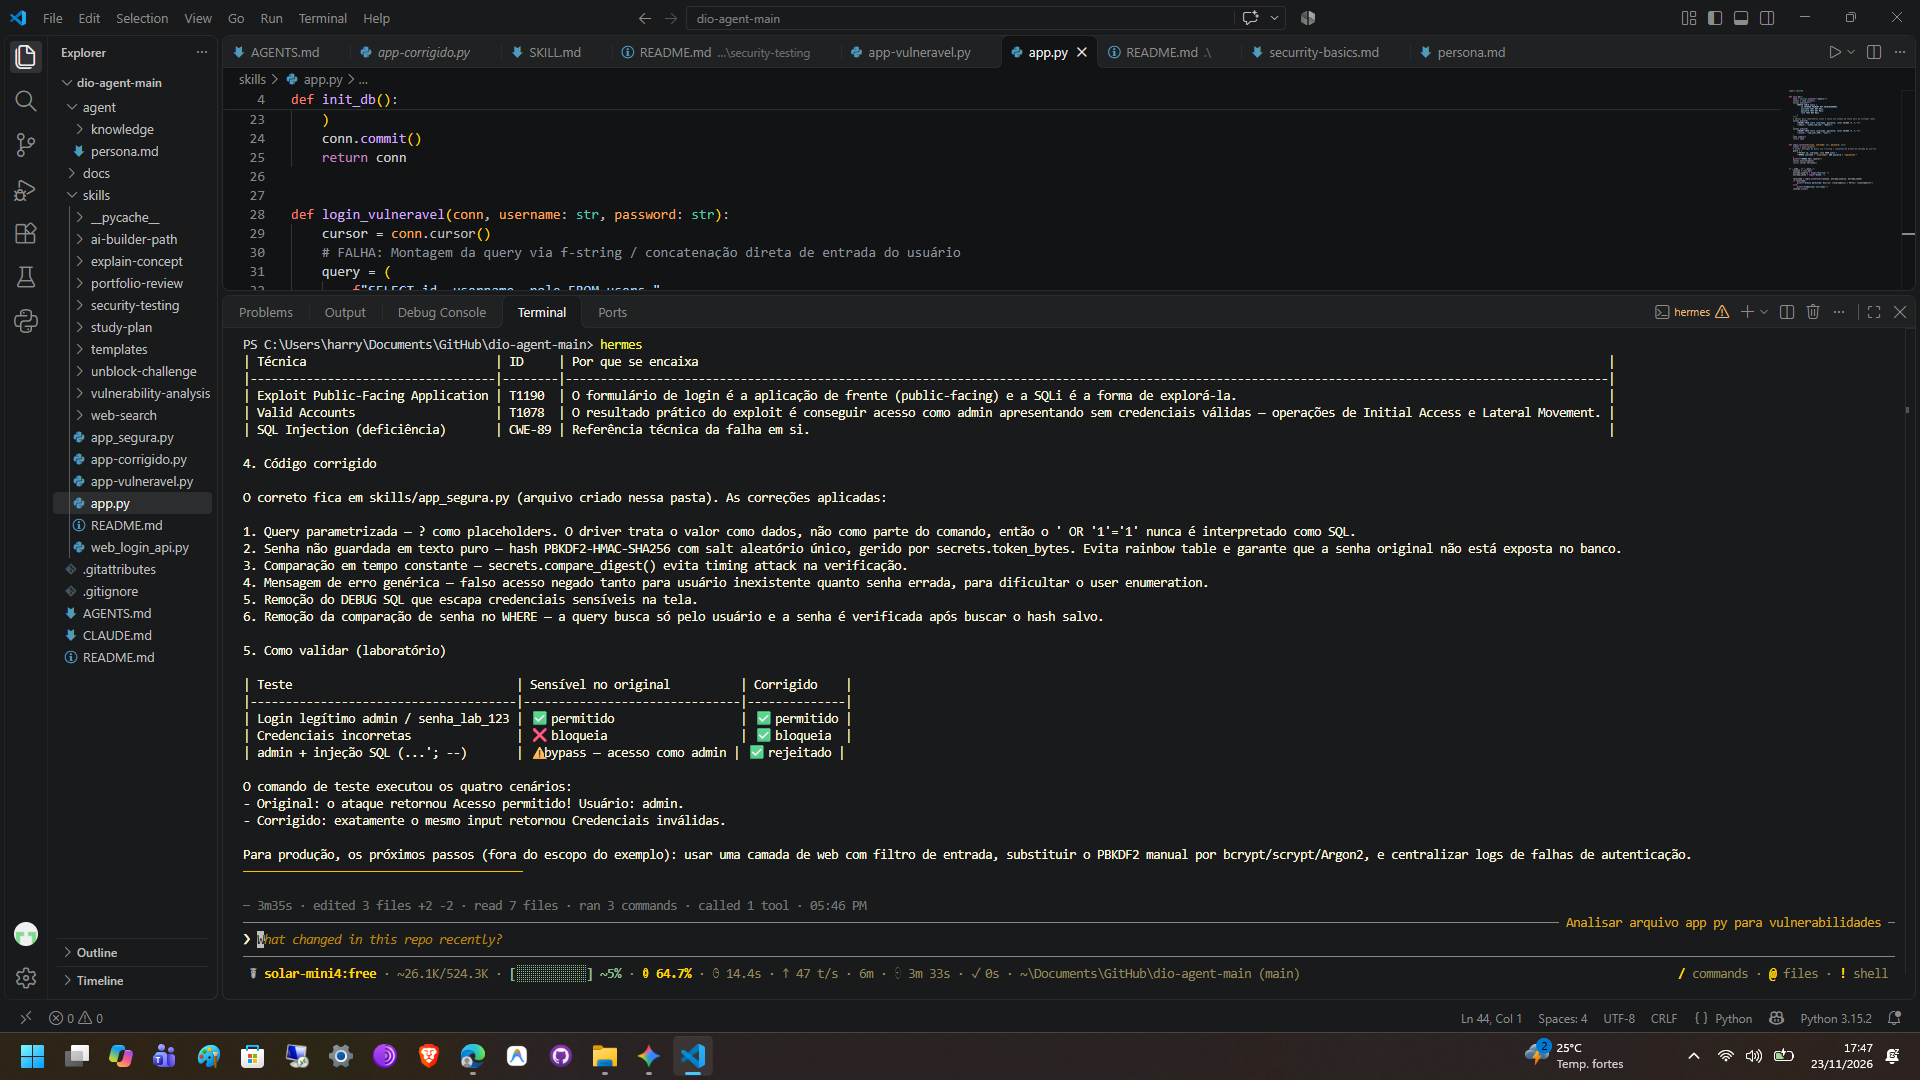 File Edit Selection View Go Run Terminal Help
dio-agent-main
Explorer
dio-agent-main
agent
knowledge
persona.md
docs
skills
__pycache__
ai-builder-path
explain-concept
portfolio-review
security-testing
study-plan
templates
unblock-challenge
vulnerability-analysis
web-search
app_segura.py
app-corrigido.py
app-vulneravel.py
app.py
README.md
web_login_api.py
.gitattributes
.gitignore
AGENTS.md
CLAUDE.md
README.md
Outline
Timeline
AGENTS.md app-corrigido.py SKILL.md README.md ...\security-testing app-vulneravel.py app.py README.md .\ securrity-basics.md persona.md
skills > app.py > ...
4 def init_db():
23 )
24 conn.commit()
25 return conn
26
27
28 def login_vulneravel(conn, username: str, password: str):
29 cursor = conn.cursor()
30 # FALHA: Montagem da query via f-string / concatenação direta de entrada do usuário
31 query = (
32 f"SELECT id, username, role FROM users "
Problems Output Debug Console Terminal Ports
hermes
PS C:\Users\harry\Documents\GitHub\dio-agent-main> hermes
| Técnica | ID | Por que se encaixa |
| Exploit Public-Facing Application | T1190 | O formulário de login é a aplicação de frente (public-facing) e a SQLi é a forma de explorá-la. |
| Valid Accounts | T1078 | O resultado prático do exploit é conseguir acesso como admin apresentando sem credenciais válidas — operações de Initial Access e Lateral Movement. |
| SQL Injection (deficiência) | CWE-89 | Referência técnica da falha em si. |
4. Código corrigido
O correto fica em skills/app_segura.py (arquivo criado nessa pasta). As correções aplicadas:
1. Query parametrizada — ? como placeholders. O driver trata o valor como dados, não como parte do comando, então o ' OR '1'='1' nunca é interpretado como SQL.
2. Senha não guardada em texto puro — hash PBKDF2-HMAC-SHA256 com salt aleatório único, gerido por secrets.token_bytes. Evita rainbow table e garante que a senha original não está exposta no banco.
3. Comparação em tempo constante — secrets.compare_digest() evita timing attack na verificação.
4. Mensagem de erro genérica — falso acesso negado tanto para usuário inexistente quanto senha errada, para dificultar o user enumeration.
5. Remoção do DEBUG SQL que escapa credenciais sensíveis na tela.
6. Remoção da comparação de senha no WHERE — a query busca só pelo usuário e a senha é verificada após buscar o hash salvo.
5. Como validar (laboratório)
| Teste | Sensível no original | Corrigido |
| Login legítimo admin / senha_lab_123 | ✅ permitido | ✅ permitido |
| Credenciais incorretas | ❌ bloqueia | ✅ bloqueia |
| admin + injeção SQL (...'; --) | ⚠bypass — acesso como admin | ✅ rejeitado |
O comando de teste executou os quatro cenários:
- Original: o ataque retornou Acesso permitido! Usuário: admin.
- Corrigido: exatamente o mesmo input retornou Credenciais inválidas.
Para produção, os próximos passos (fora do escopo do exemplo): usar uma camada de web com filtro de entrada, substituir o PBKDF2 manual por bcrypt/scrypt/Argon2, e centralizar logs de falhas de autenticação.
— 3m35s · edited 3 files +2 -2 · read 7 files · ran 3 commands · called 1 tool · 05:46 PM
Analisar arquivo app py para vulnerabilidades
❯ What changed in this repo recently?
solar-mini4:free · ~26.1K/524.3K · [ ] ~5% · 64.7% · 14.4s · ↑ 47 t/s · 6m · 3m 33s · ✓ 0s · ~\Documents\GitHub\dio-agent-main (main)
/ commands · @ files · ! shell
0 0
Ln 44, Col 1 Spaces: 4 UTF-8 CRLF { } Python Python 3.15.2
2
25°C
Temp. fortes
17:47
23/11/2026